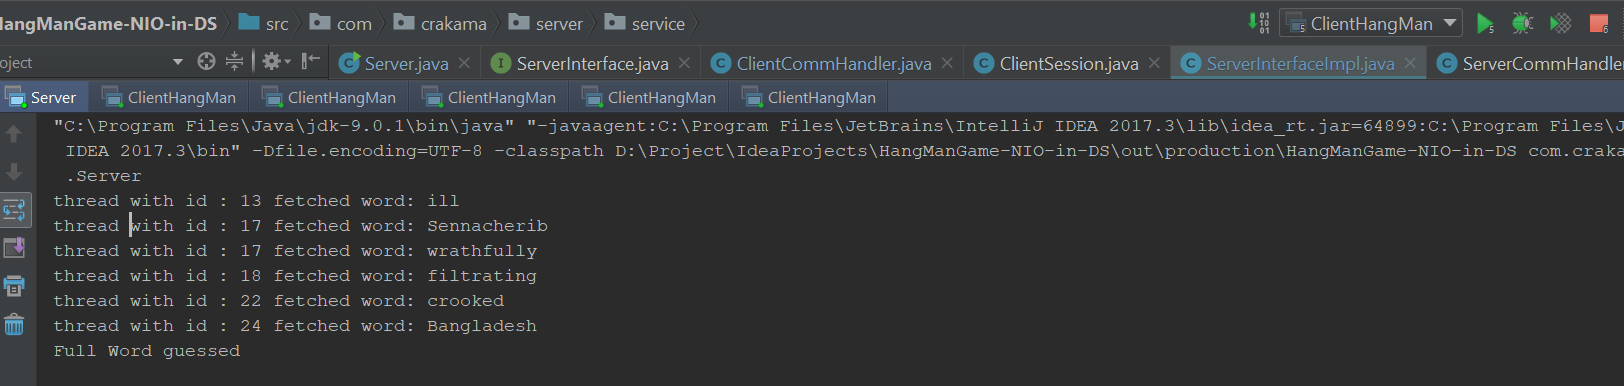 HangManGame-NIO-in-DS src com crakama server service ClientHangMan
oject Server.java ServerInterface.java ClientCommHandler.java ClientSession.java ServerInterfaceImpl.java ServerCommHandler
Server ClientHangMan ClientHangMan ClientHangMan ClientHangMan ClientHangMan
"C:\Program Files\Java\jdk-9.0.1\bin\java" "-javaagent:C:\Program Files\JetBrains\IntelliJ IDEA 2017.3\lib\idea_rt.jar=64899:C:\Program Files\J
IDEA 2017.3\bin" -Dfile.encoding=UTF-8 -classpath D:\Project\IdeaProjects\HangManGame-NIO-in-DS\out\production\HangManGame-NIO-in-DS com.craka
.Server
thread with id : 13 fetched word: ill
thread with id : 17 fetched word: Sennacherib
thread with id : 17 fetched word: wrathfully
thread with id : 18 fetched word: filtrating
thread with id : 22 fetched word: crooked
thread with id : 24 fetched word: Bangladesh
Full Word guessed